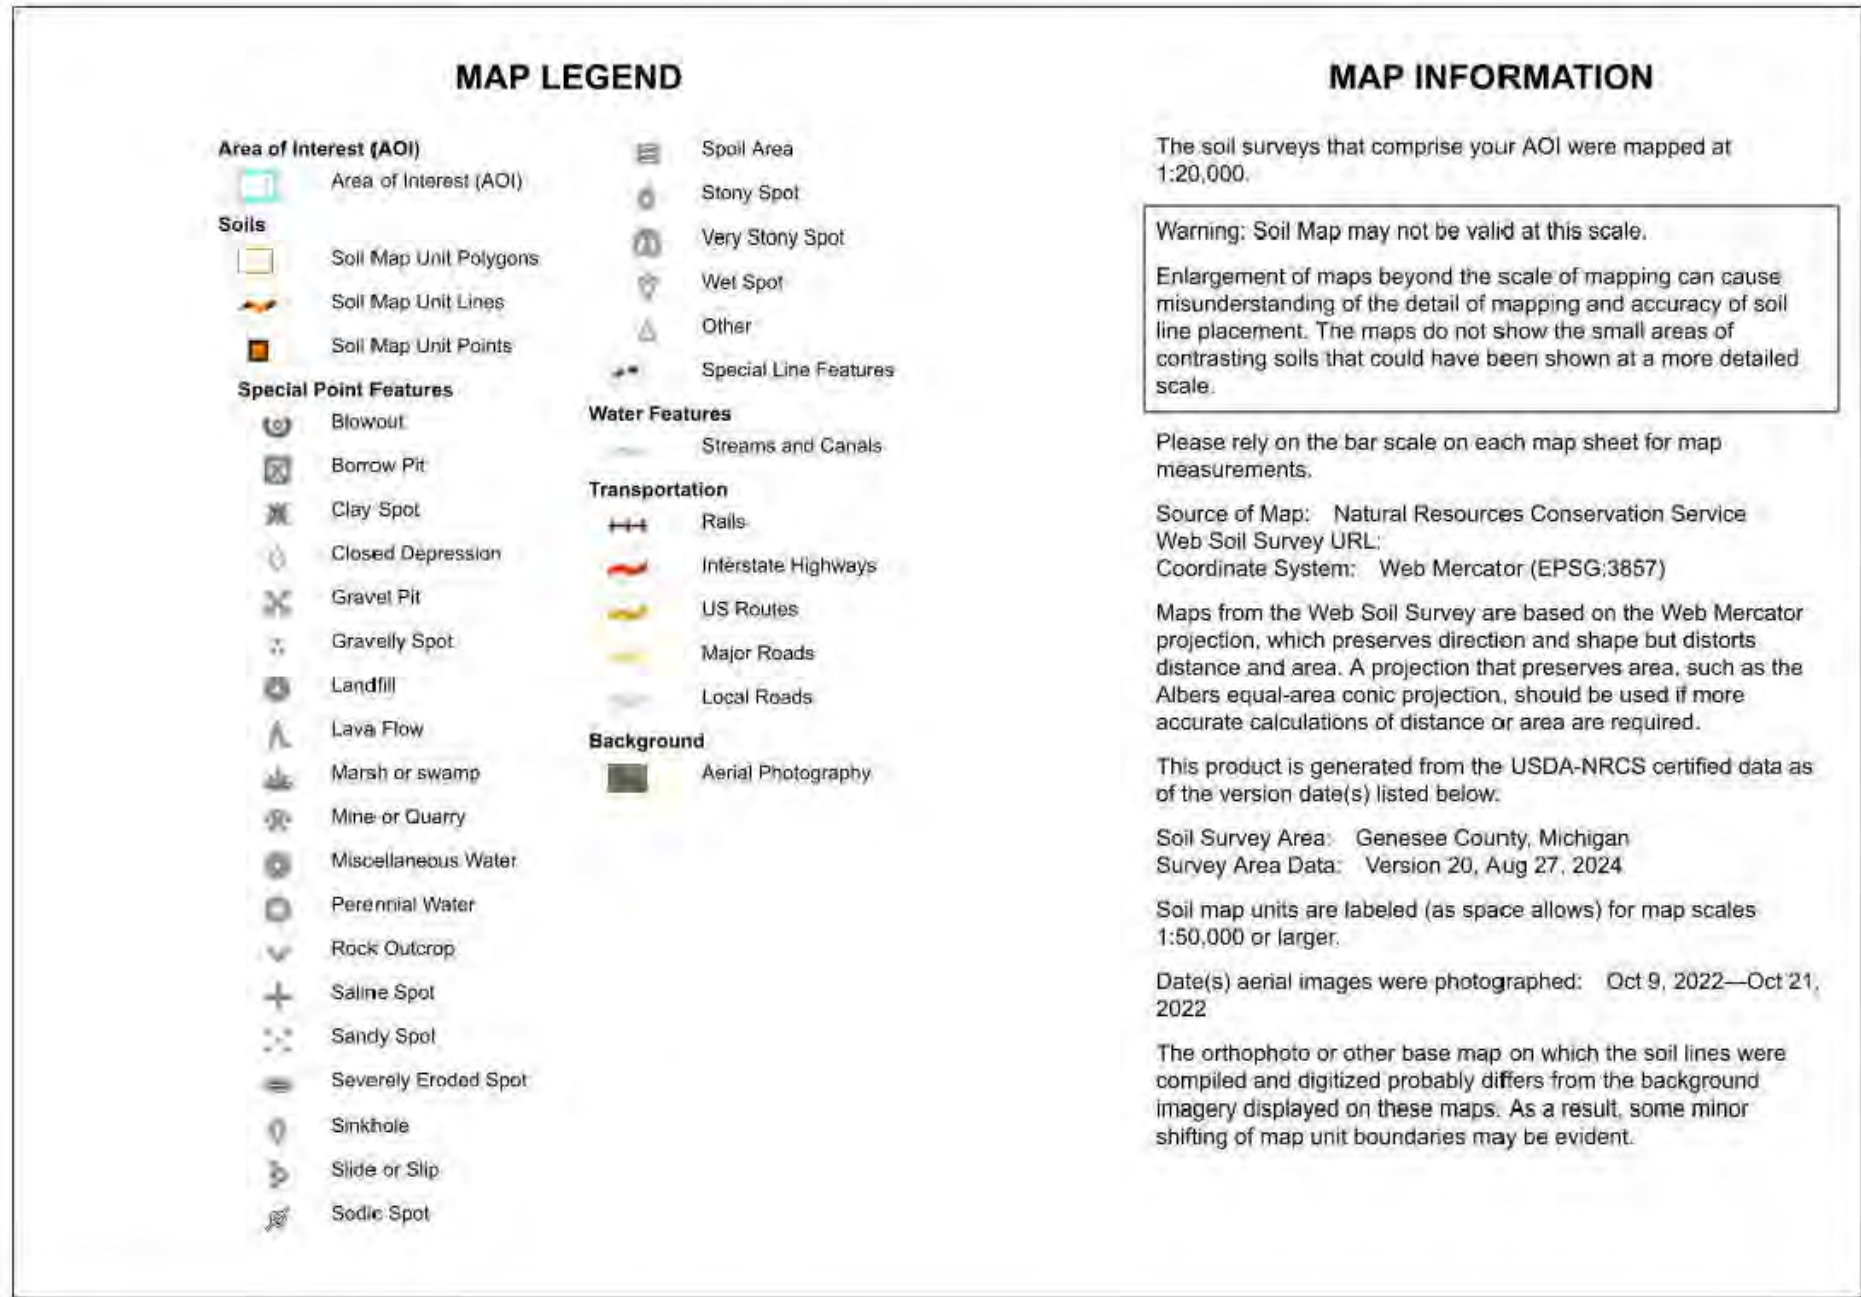 MAP LEGEND
Area of Interest (AOI)
Area of Interest (AOI)
Soils
Soil Map Unit Polygons
Soil Map Unit Lines
Soil Map Unit Points
Special Point Features
Blowout
Borrow Pit
Clay Spot
Closed Depression
Gravel Pit
Gravelly Spot
Landfill
Lava Flow
Marsh or swamp
Mine or Quarry
Miscellaneous Water
Perennial Water
Rock Outcrop
Saline Spot
Sandy Spot
Severely Eroded Spot
Sinkhole
Slide or Slip
Sodic Spot
Spoil Area
Stony Spot
Very Stony Spot
Wet Spot
Other
Special Line Features
Water Features
Streams and Canals
Transportation
Rails
Interstate Highways
US Routes
Major Roads
Local Roads
Background
Aerial Photography
MAP INFORMATION
The soil surveys that comprise your AOI were mapped at
1:20,000.
Warning: Soil Map may not be valid at this scale.
Enlargement of maps beyond the scale of mapping can cause
misunderstanding of the detail of mapping and accuracy of soil
line placement. The maps do not show the small areas of
contrasting soils that could have been shown at a more detailed
scale.
Please rely on the bar scale on each map sheet for map
measurements.
Source of Map: Natural Resources Conservation Service
Web Soil Survey URL:
Coordinate System: Web Mercator (EPSG:3857)
Maps from the Web Soil Survey are based on the Web Mercator
projection, which preserves direction and shape but distorts
distance and area. A projection that preserves area, such as the
Albers equal-area conic projection, should be used if more
accurate calculations of distance or area are required.
This product is generated from the USDA-NRCS certified data as
of the version date(s) listed below.
Soil Survey Area: Genesee County, Michigan
Survey Area Data: Version 20, Aug 27, 2024
Soil map units are labeled (as space allows) for map scales
1:50,000 or larger.
Date(s) aerial images were photographed: Oct 9, 2022—Oct 21,
2022
The orthophoto or other base map on which the soil lines were
compiled and digitized probably differs from the background
imagery displayed on these maps. As a result, some minor
shifting of map unit boundaries may be evident.